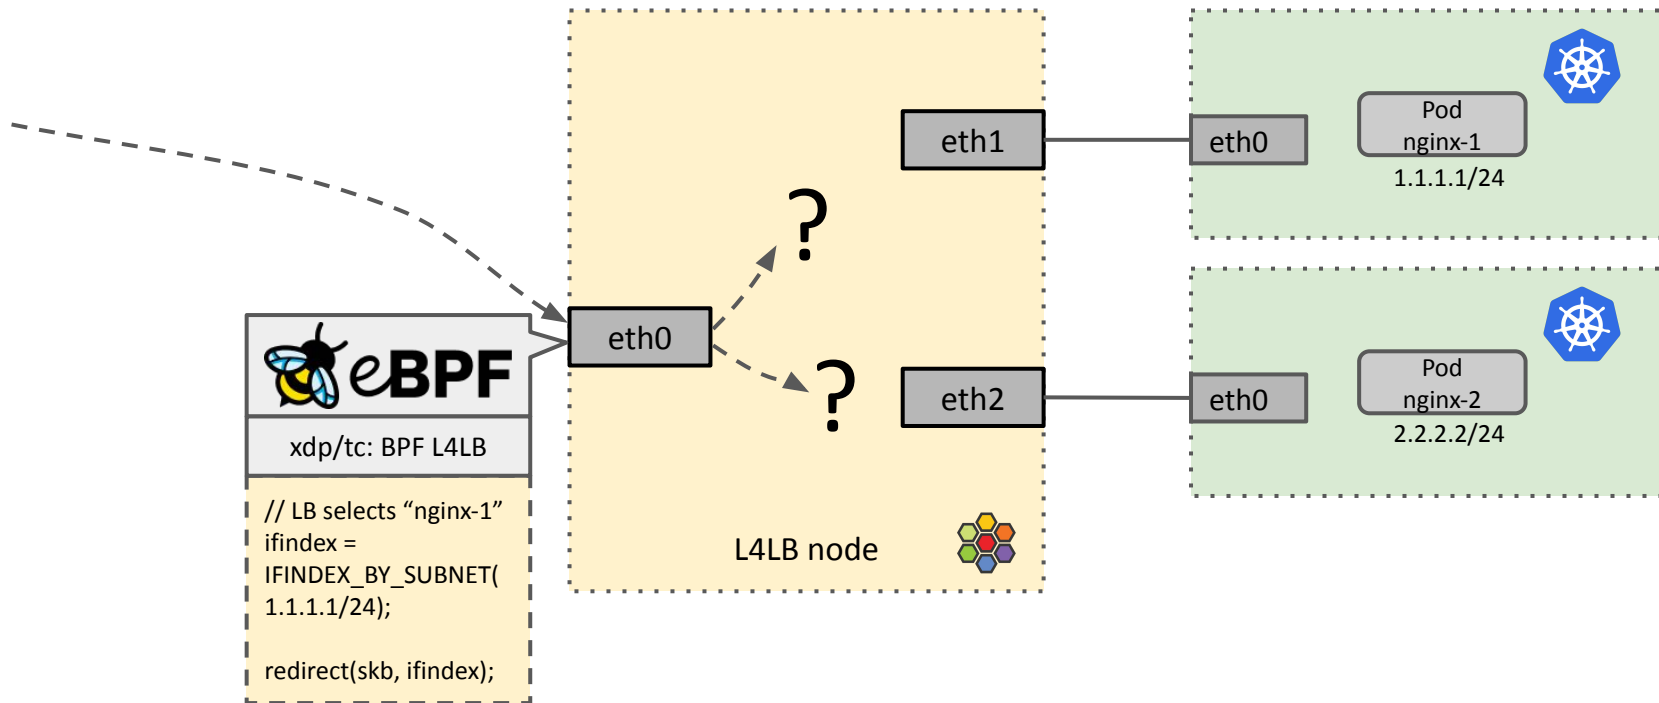 eth1
eth0
Pod
nginx-1
1.1.1.1/24
?
eth0
?
eth2
eth0
Pod
nginx-2
2.2.2.2/24
eBPF
xdp/tc: BPF L4LB
// LB selects “nginx-1”
ifindex =
IFINDEX_BY_SUBNET(
1.1.1.1/24);
redirect(skb, ifindex);
L4LB node